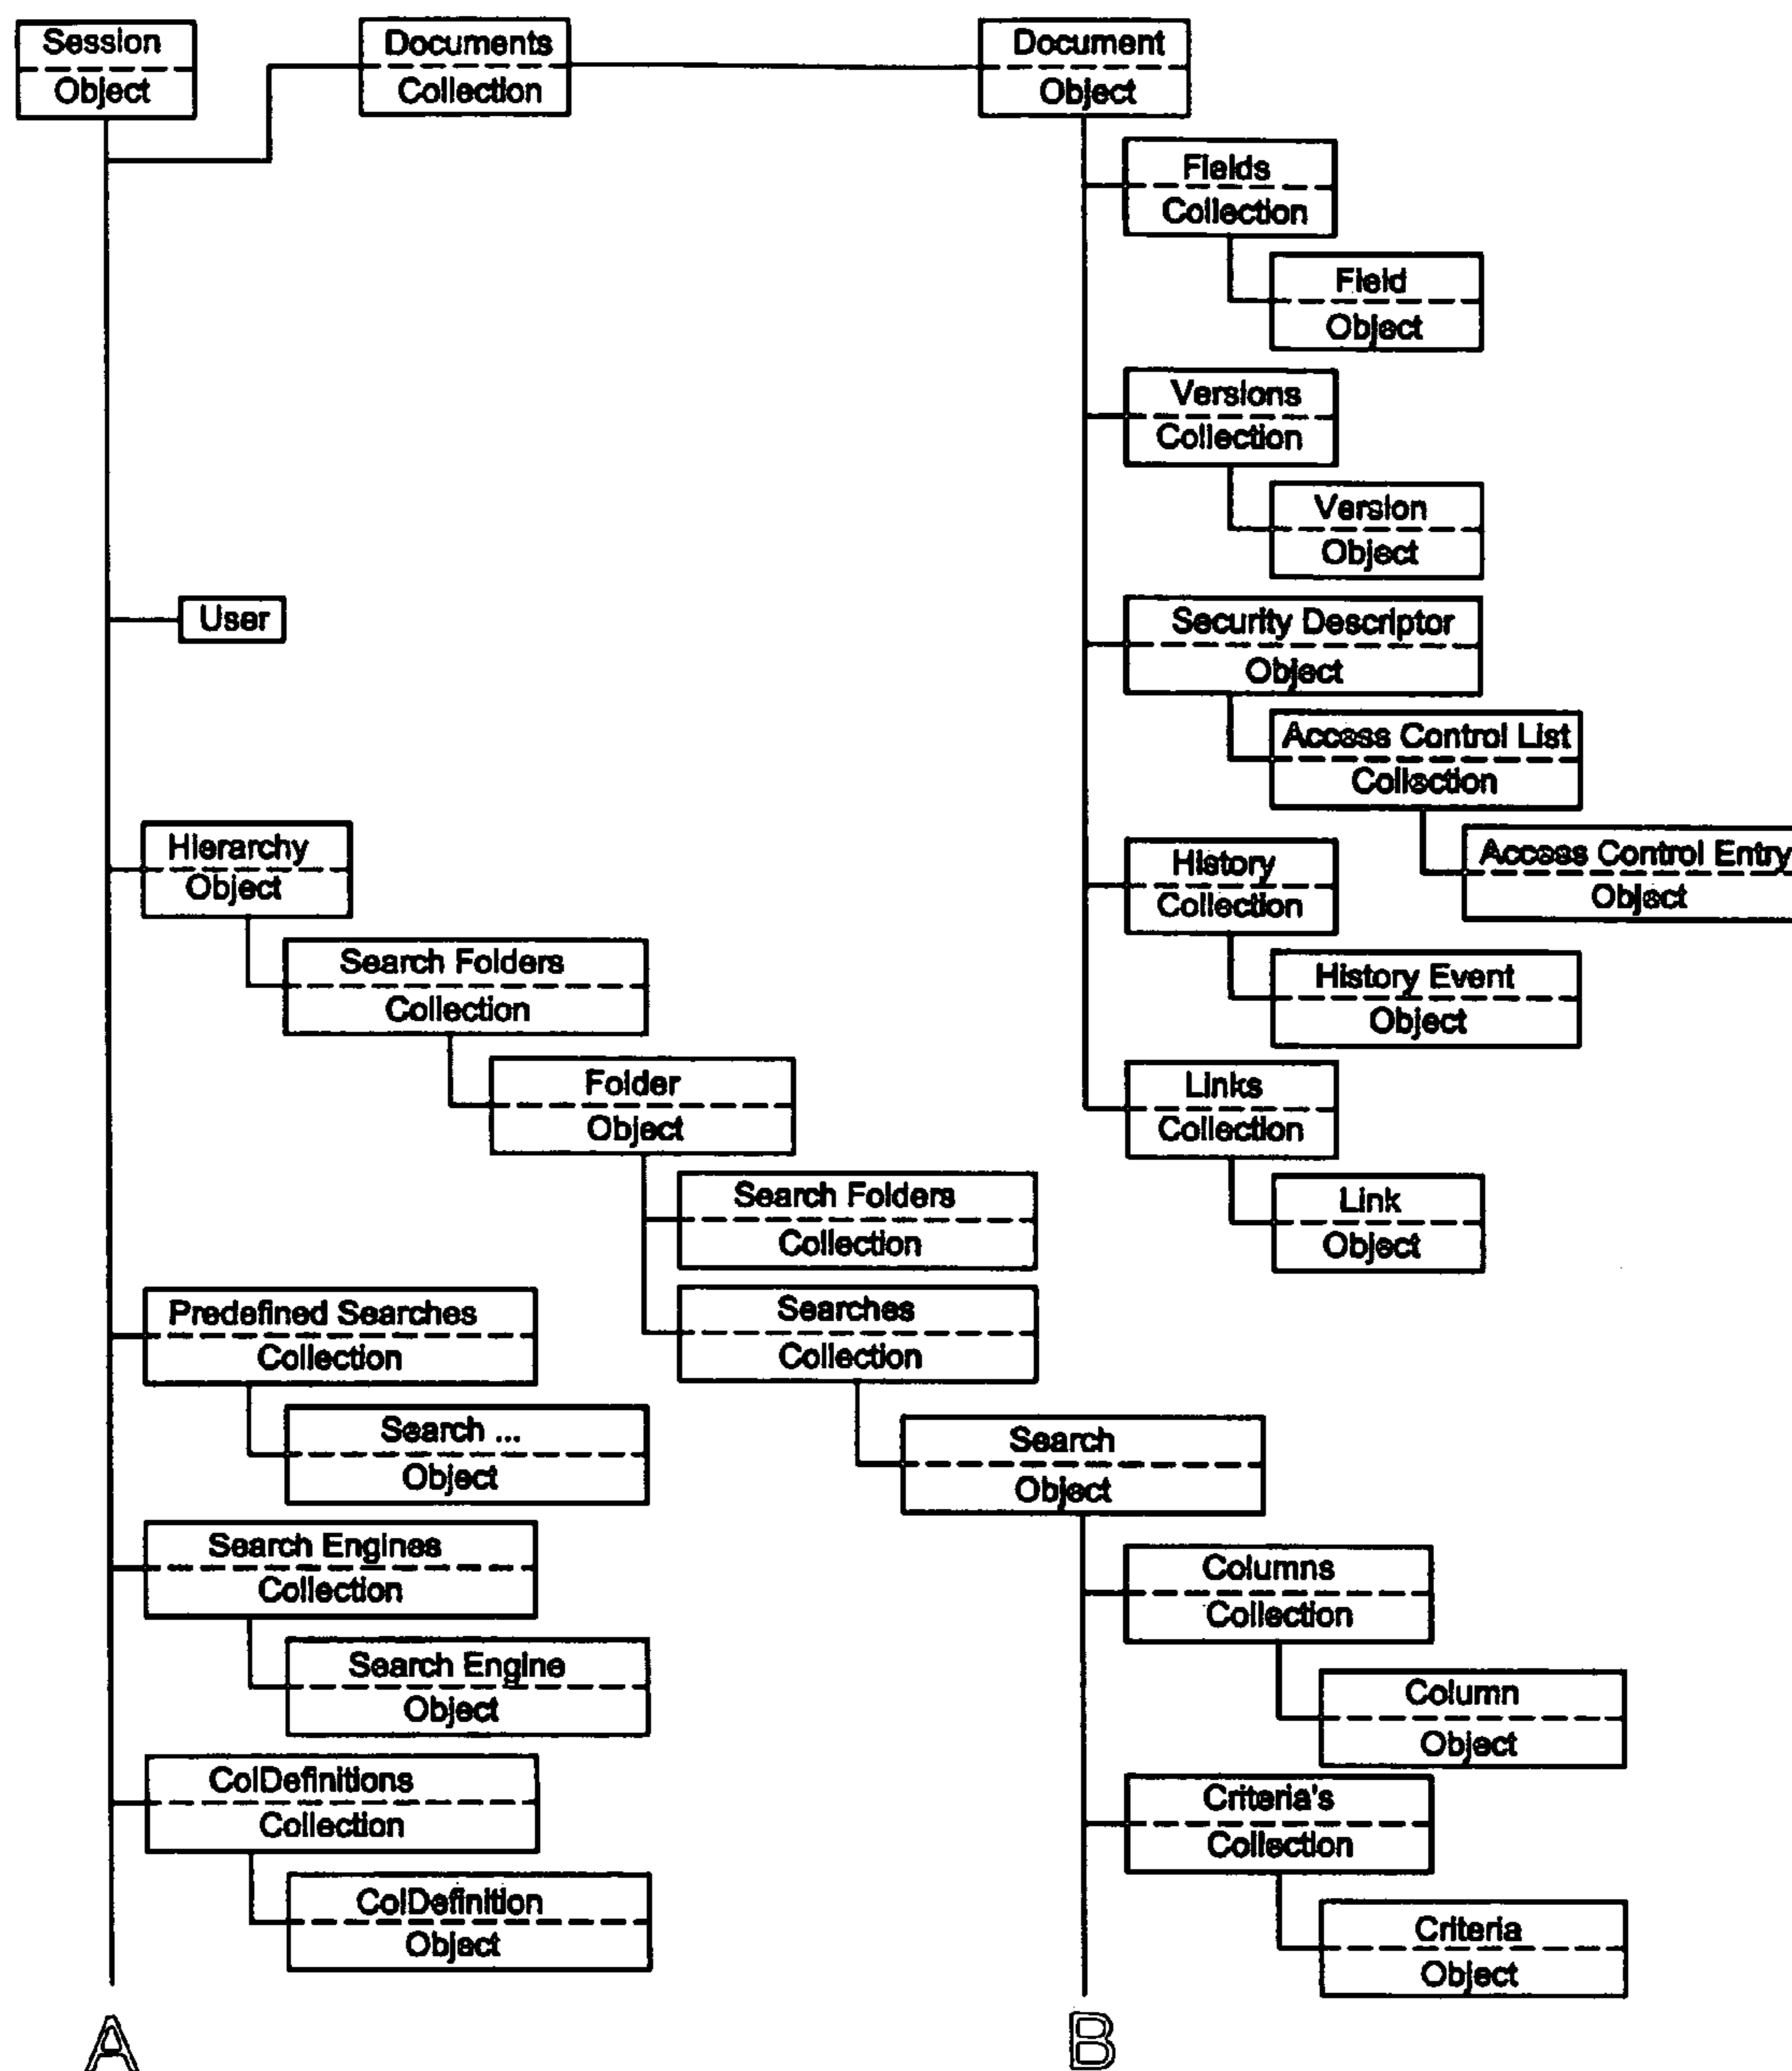 Session
Object
Documents
Collection
Document
Object
Fields
Collection
Field
Object
Versions
Collection
Version
Object
User
Security Descriptor
Object
Access Control List
Collection
Access Control Entry
Object
Hierarchy
Object
History
Collection
Search Folders
Collection
History Event
Object
Folder
Object
Links
Collection
Search Folders
Collection
Link
Object
Predefined Searches
Collection
Searches
Collection
Search ...
Object
Search
Object
Search Engines
Collection
Columns
Collection
Search Engine
Object
Column
Object
ColDefinitions
Collection
Criteria's
Collection
ColDefinition
Object
Criteria
Object
A
B